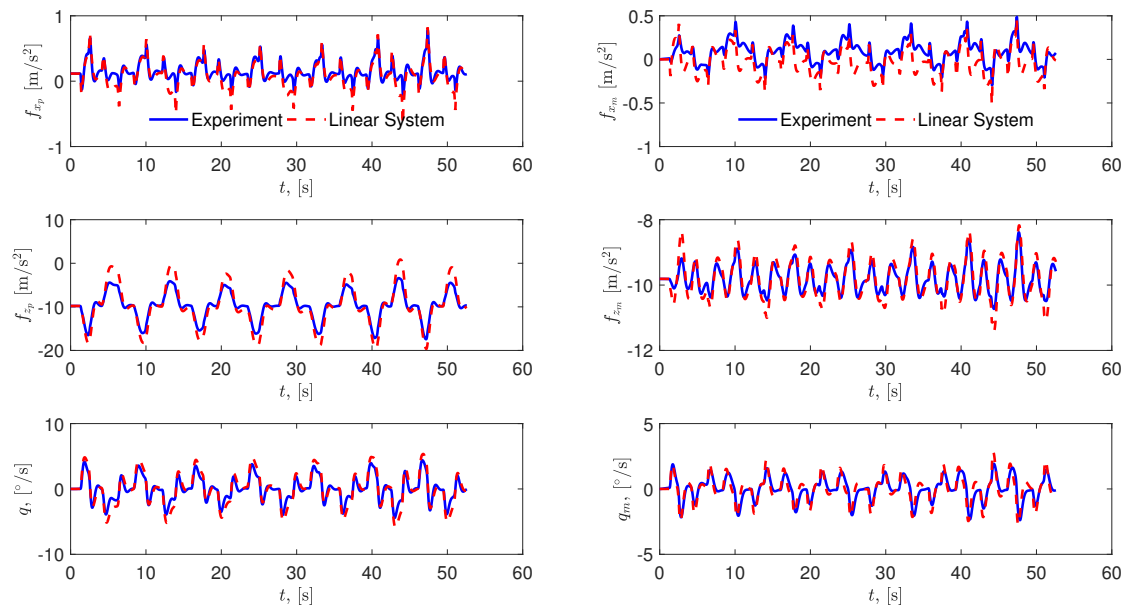 f_{x_p} [m/s²]
1
0
-1
Experiment Linear System
0 10 20 30 40 50 60
t, [s]
f_{x_m} [m/s²]
0.5
0
-0.5
-1
Experiment Linear System
0 10 20 30 40 50 60
t, [s]
f_{z_p} [m/s²]
10
0
-10
-20
0 10 20 30 40 50 60
t, [s]
f_{z_m} [m/s²]
-8
-10
-12
0 10 20 30 40 50 60
t, [s]
q, [°/s]
10
0
-10
0 10 20 30 40 50 60
t, [s]
q_m, [°/s]
5
0
-5
0 10 20 30 40 50 60
t, [s]